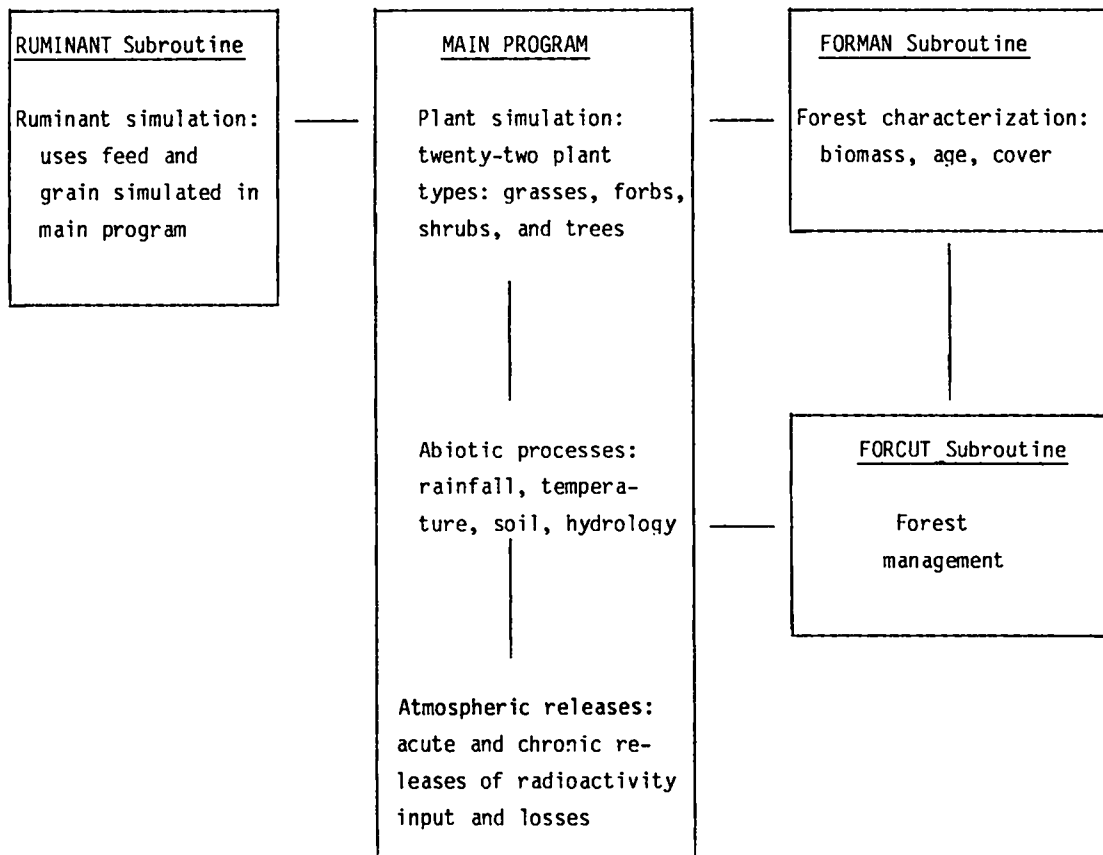 RUMINANT Subroutine
Ruminant simulation:
uses feed and
grain simulated in
main program
MAIN PROGRAM
Plant simulation:
twenty-two plant
types: grasses, forbs,
shrubs, and trees
Abiotic processes:
rainfall, tempera-
ture, soil, hydrology
Atmospheric releases:
acute and chronic re-
leases of radioactivity
input and losses
FORMAN Subroutine
Forest characterization:
biomass, age, cover
FORCUT Subroutine
Forest
management